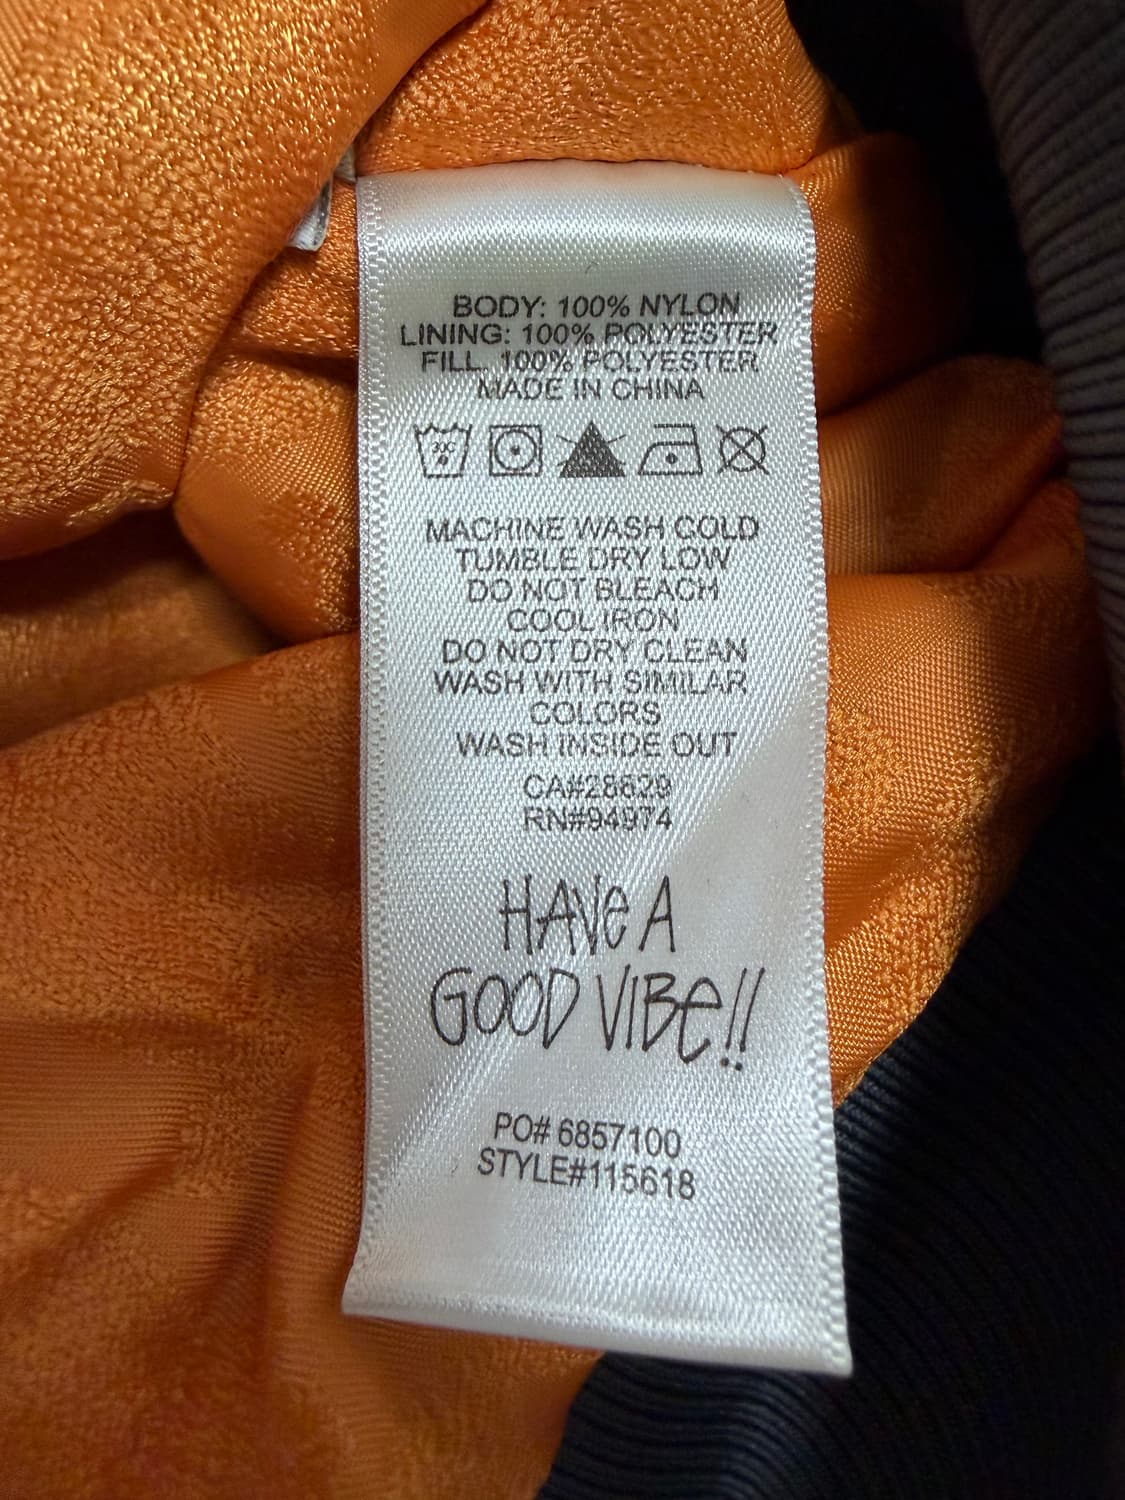 BODY: 100% NYLON
LINING: 100% POLYESTER
FILL: 100% POLYESTER
MADE IN CHINA
30
MACHINE WASH COLD
TUMBLE DRY LOW
DO NOT BLEACH
COOL IRON
DO NOT DRY CLEAN
WASH WITH SIMILAR
COLORS
WASH INSIDE OUT
CA#28629
RN#94974
HAVe A
GOOD VIBe!!
PO# 6857100
STYLE#115618